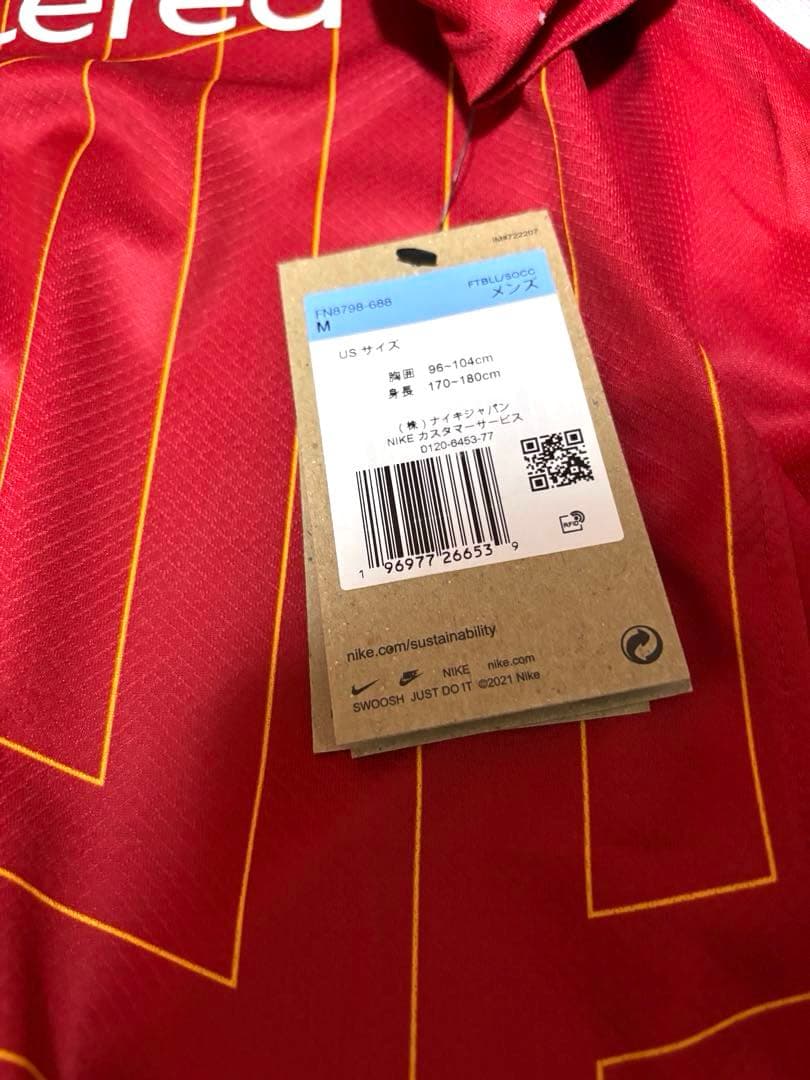 tered
IM8722207
FTBLL/SOCC
メンズ
FN8798-688
M
US サイズ
胸囲 96~104cm
身長 170~180cm
(株)ナイキジャパン
NIKE カスタマーサービス
0120-6453-77
1 96977 26653 9
RFID
nike.com/sustainability
NIKE nike.com
SWOOSH JUST DO IT ©2021 Nike